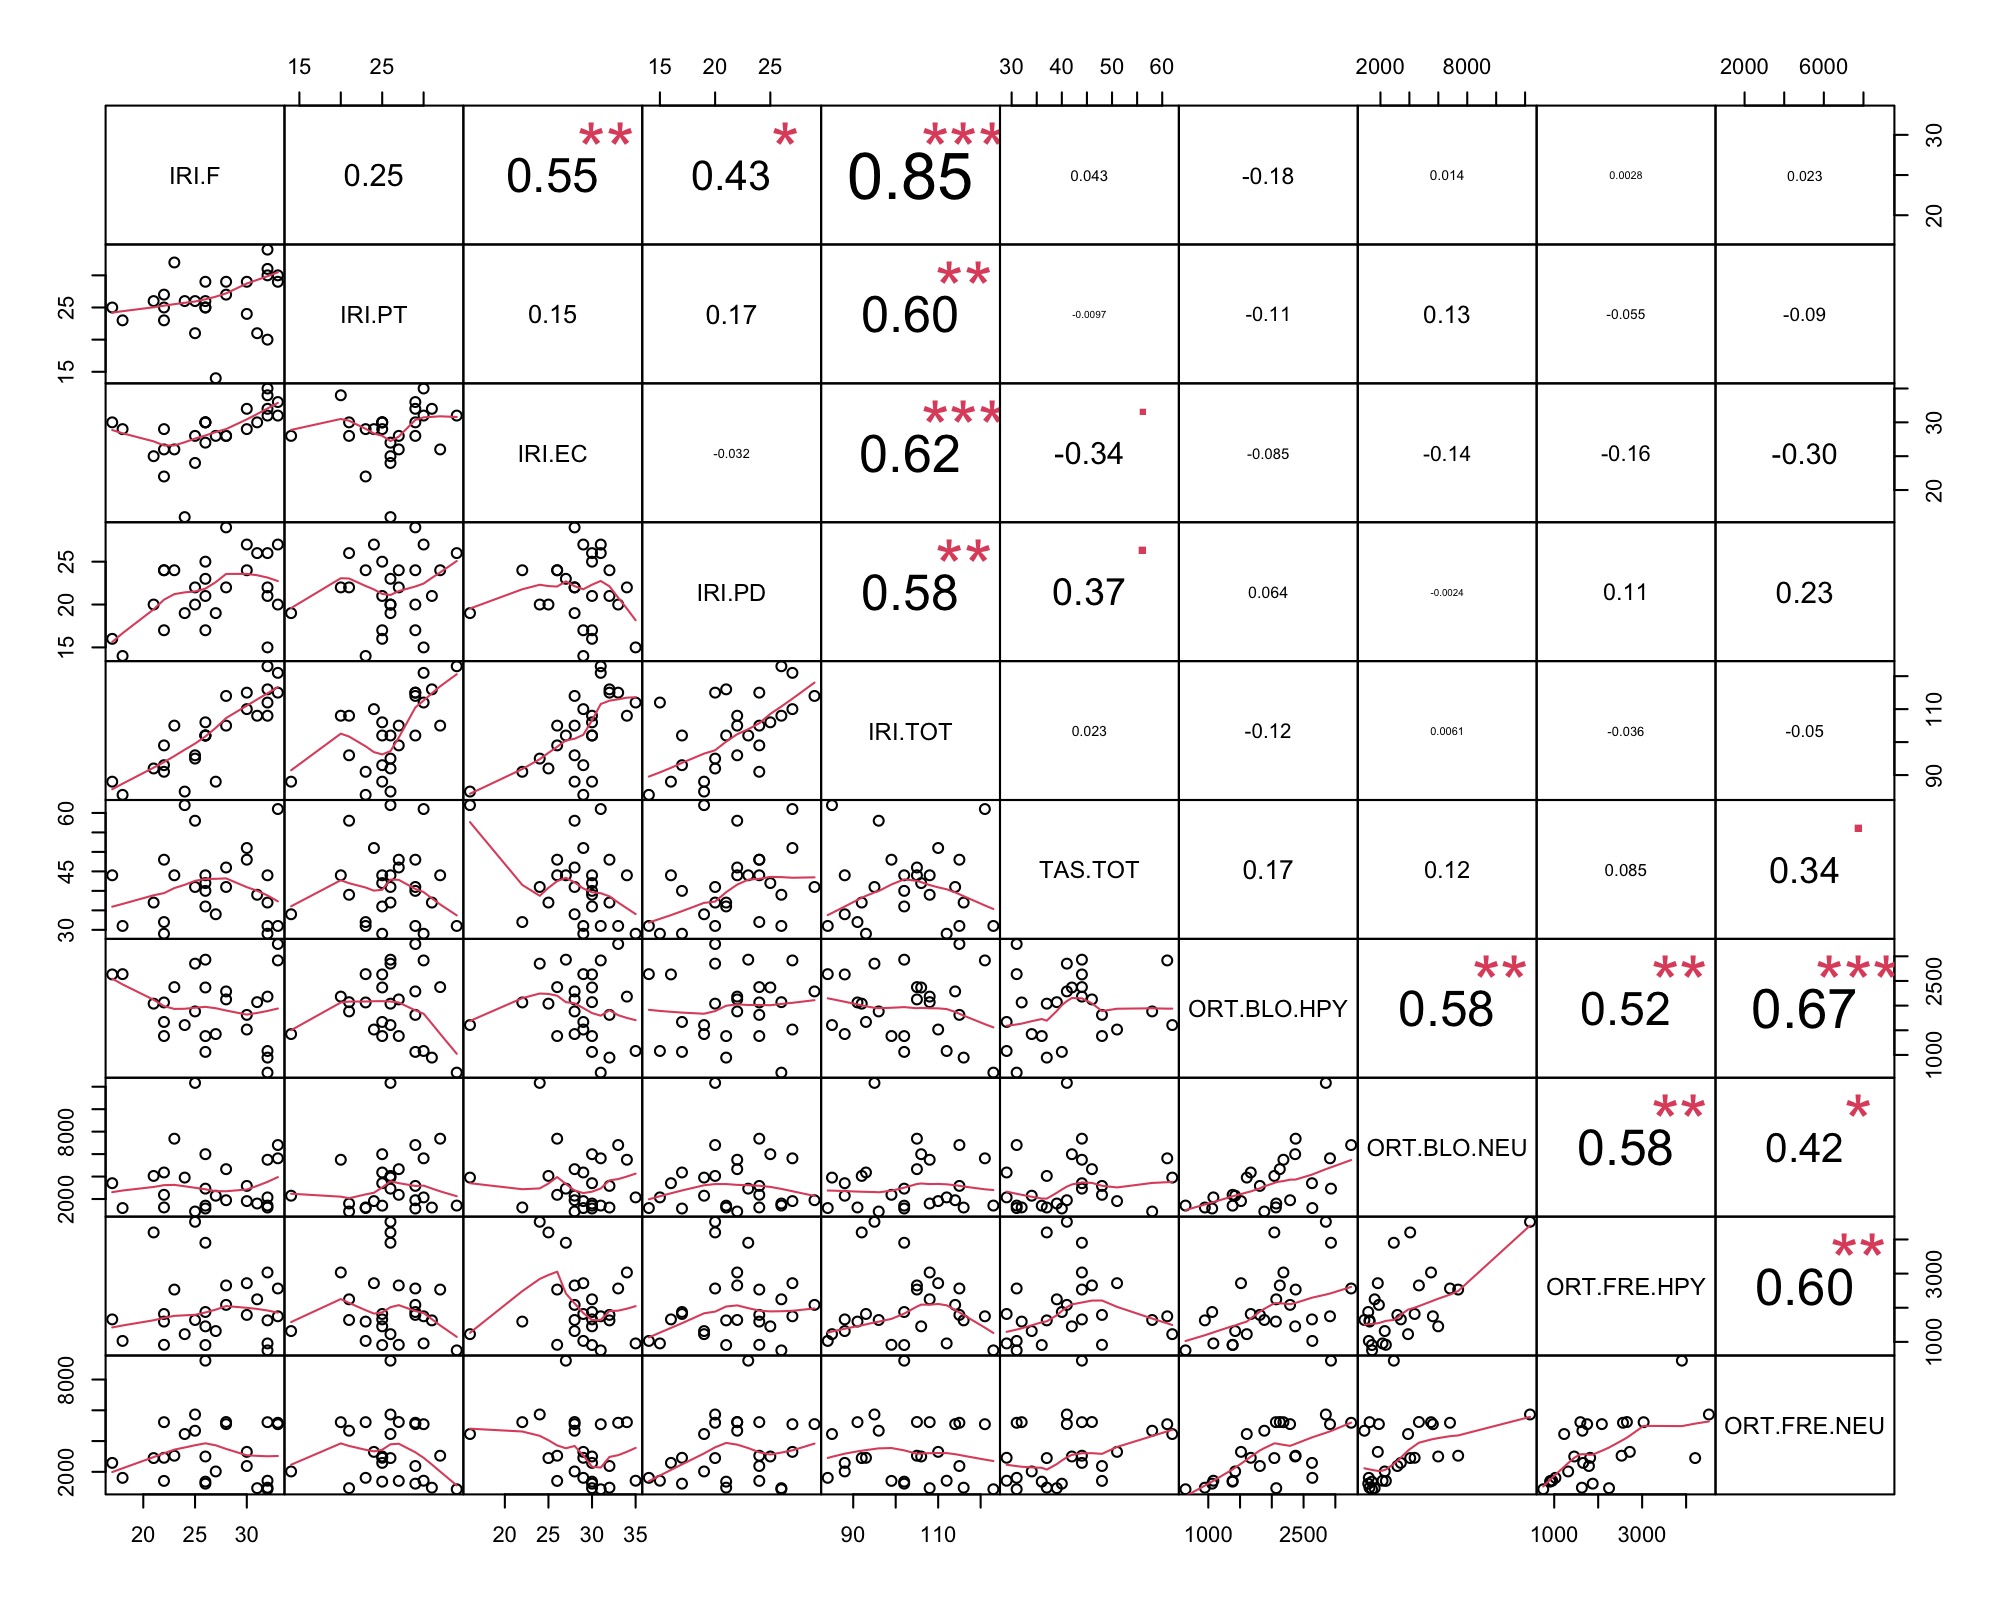 15 25 15 20 25 30 40 50 60 2000 8000 2000 6000
** * ***
IRI.F 0.25 0.55 0.43 0.85 0.043 -0.18 0.014 0.0028 0.023 20 30
**
15 25 IRI.PT 0.15 0.17 0.60 -0.0097 -0.11 0.13 -0.055 -0.09
*** .
IRI.EC -0.032 0.62 -0.34 -0.085 -0.14 -0.16 -0.30 20 30
** .
15 20 25 IRI.PD 0.58 0.37 0.064 -0.0024 0.11 0.23
IRI.TOT 0.023 -0.12 0.0061 -0.036 -0.05 90 110
.
30 45 60 TAS.TOT 0.17 0.12 0.085 0.34
** ** ***
ORT.BLO.HPY 0.58 0.52 0.67 1000 2500
** *
2000 8000 ORT.BLO.NEU 0.58 0.42
**
ORT.FRE.HPY 0.60 1000 3000
2000 8000 ORT.FRE.NEU
20 25 30 20 25 30 35 90 110 1000 2500 1000 3000